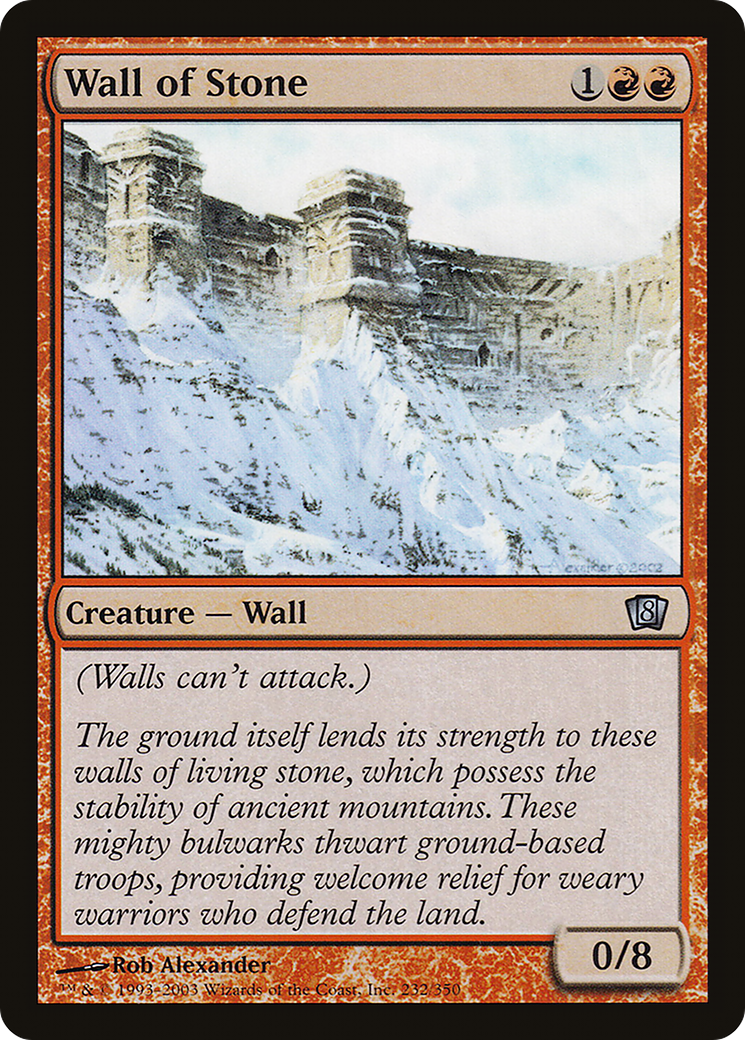 Wall of Stone 1
©2002
Creature — Wall 8
(Walls can't attack.)
The ground itself lends its strength to these
walls of living stone, which possess the
stability of ancient mountains. These
mighty bulwarks thwart ground-based
troops, providing welcome relief for weary
warriors who defend the land.
0/8
Rob Alexander
™ & © 1993–2003 Wizards of the Coast, Inc. 232/350